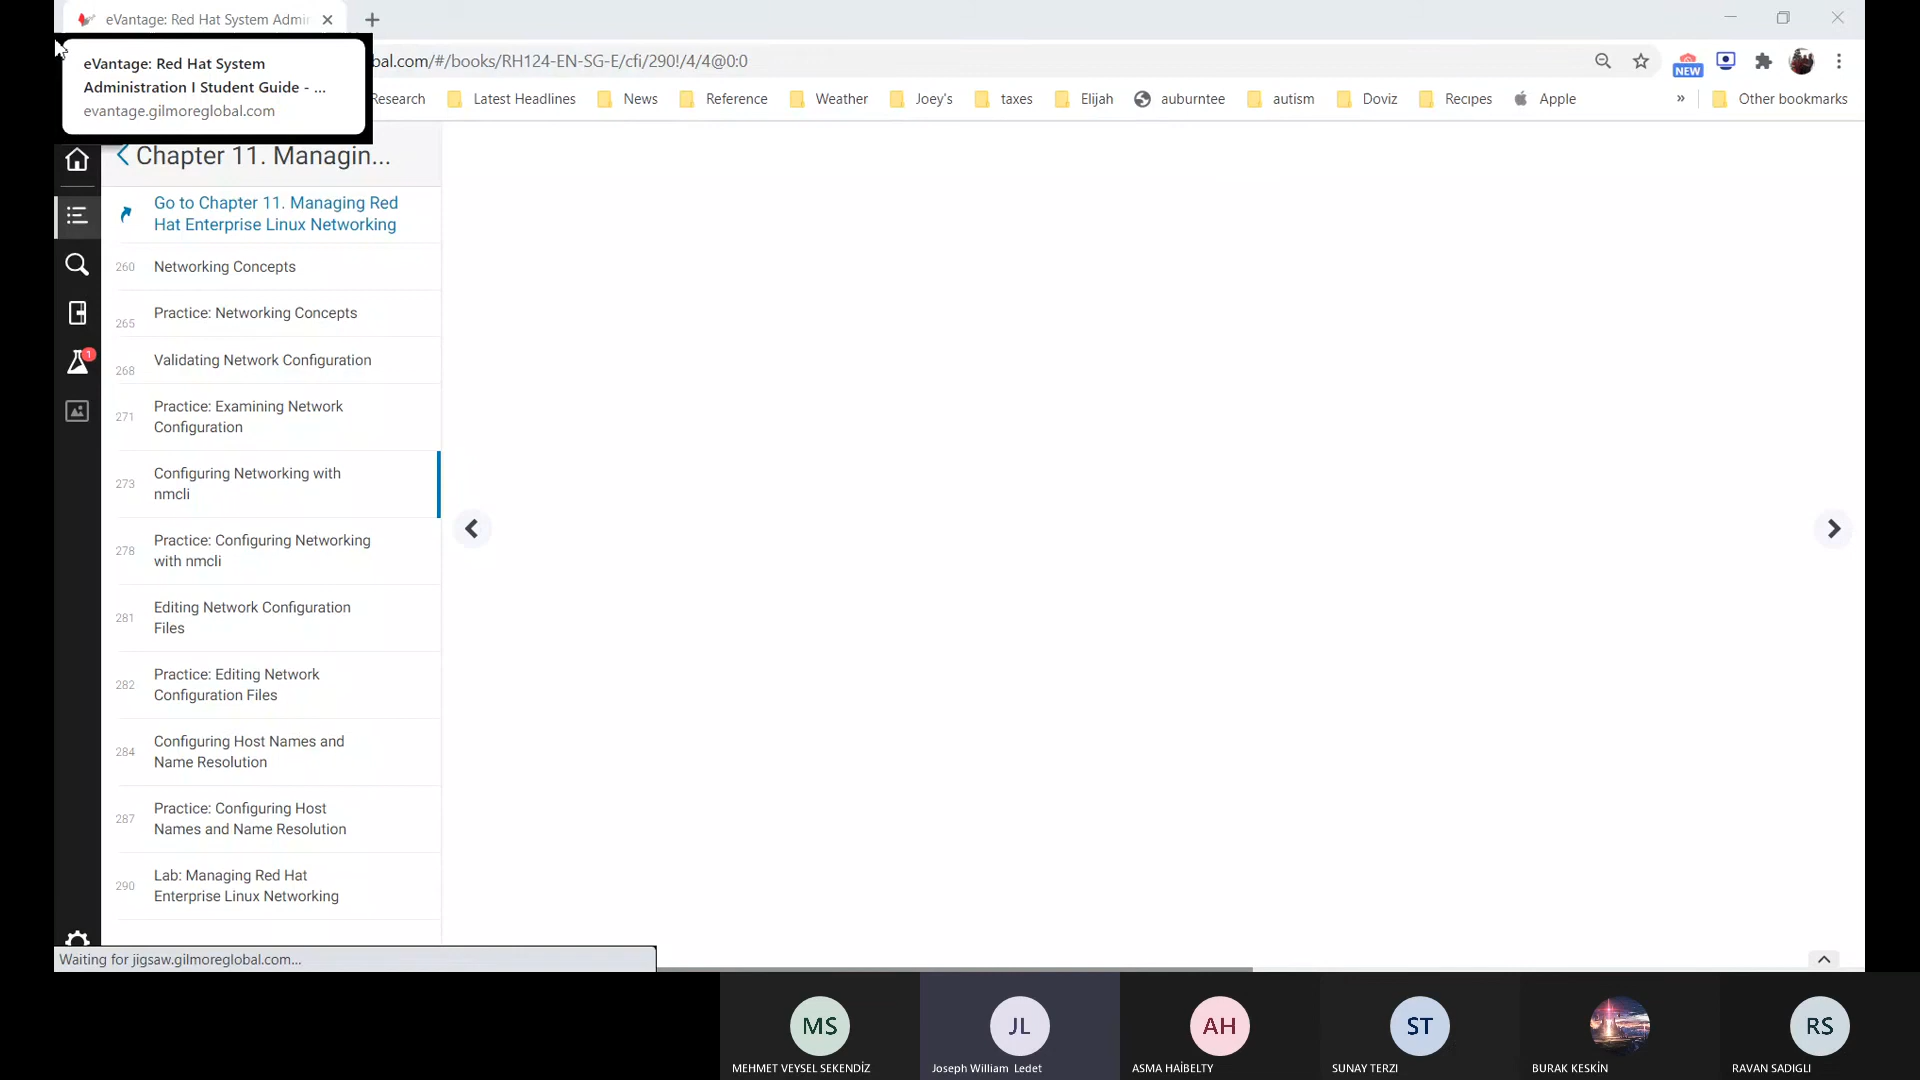 eVantage: Red Hat System Admin
eVantage: Red Hat System
Administration I Student Guide - ...
evantage.gilmoreglobal.com
bal.com/#/books/RH124-EN-SG-E/cfi/290!/4/4@0:0
NEW
Research
Latest Headlines
News
Reference
Weather
Joey's
taxes
Elijah
auburntee
autism
Doviz
Recipes
Apple
»
Other bookmarks
Chapter 11. Managin...
Go to Chapter 11. Managing Red
Hat Enterprise Linux Networking
260 Networking Concepts
265 Practice: Networking Concepts
268 Validating Network Configuration
271 Practice: Examining Network
Configuration
273 Configuring Networking with
nmcli
278 Practice: Configuring Networking
with nmcli
281 Editing Network Configuration
Files
282 Practice: Editing Network
Configuration Files
284 Configuring Host Names and
Name Resolution
287 Practice: Configuring Host
Names and Name Resolution
290 Lab: Managing Red Hat
Enterprise Linux Networking
1
Waiting for jigsaw.gilmoreglobal.com...
MS
JL
AH
ST
RS
MEHMET VEYSEL SEKENDİZ
Joseph William Ledet
ASMA HAİBELTY
SUNAY TERZI
BURAK KESKİN
RAVAN SADIGLI